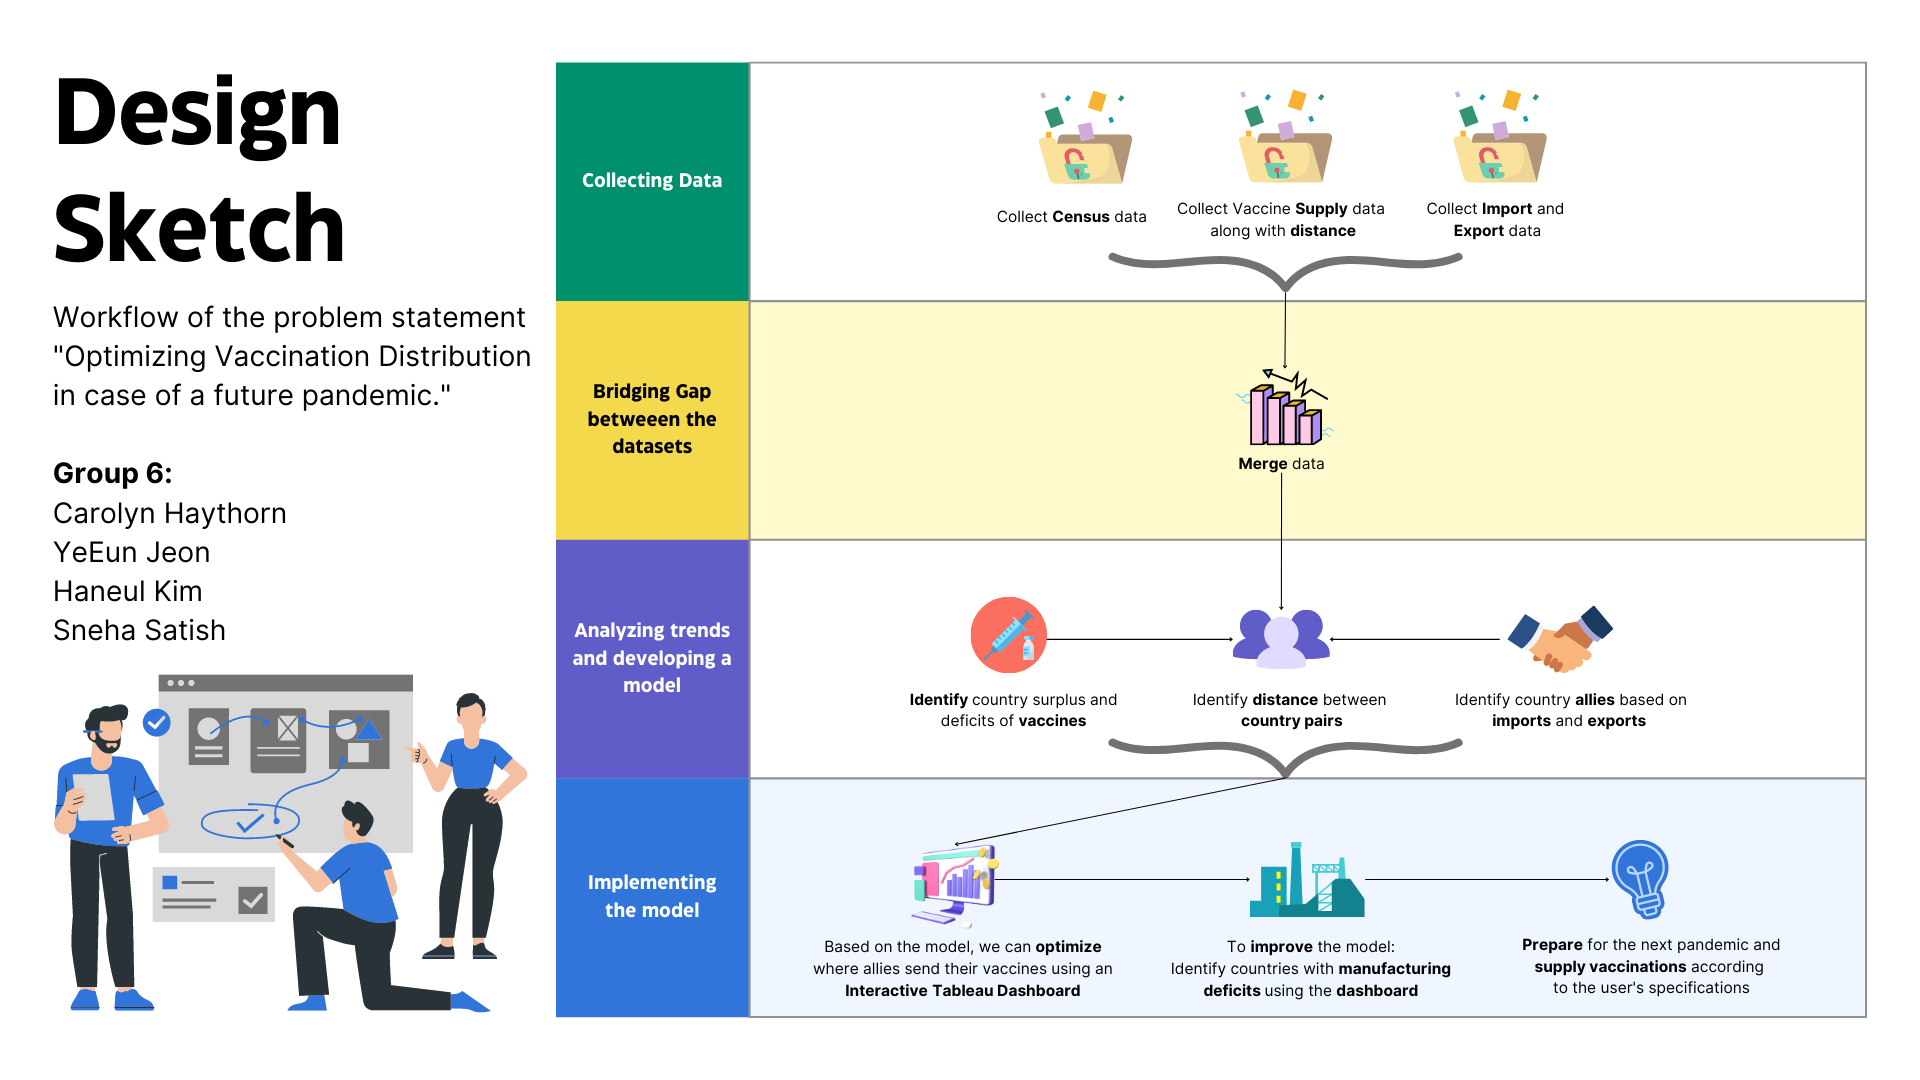 Design
Sketch
Workflow of the problem statement
"Optimizing Vaccination Distribution
in case of a future pandemic."
Group 6:
Carolyn Haythorn
YeEun Jeon
Haneul Kim
Sneha Satish
Collecting Data
Collect Census data
Collect Vaccine Supply data
along with distance
Collect Import and
Export data
Bridging Gap
betweeen the
datasets
Merge data
Analyzing trends
and developing a
model
Identify country surplus and
deficits of vaccines
Identify distance between
country pairs
Identify country allies based on
imports and exports
Implementing
the model
Based on the model, we can optimize
where allies send their vaccines using an
Interactive Tableau Dashboard
To improve the model:
Identify countries with manufacturing
deficits using the dashboard
Prepare for the next pandemic and
supply vaccinations according
to the user's specifications